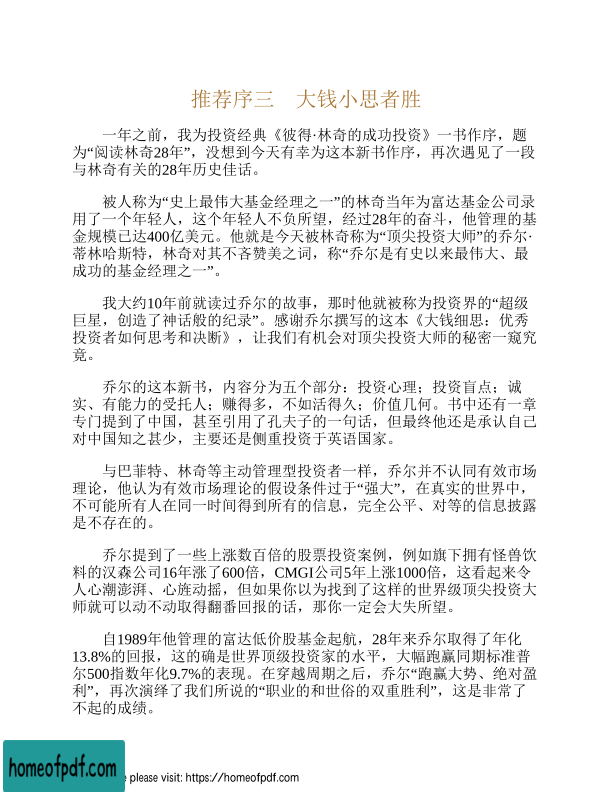 推荐序三　大钱小思者胜
一年之前，我为投资经典《彼得·林奇的成功投资》一书作序，题
为“阅读林奇28年”，没想到今天有幸为这本新书作序，再次遇见了一段
与林奇有关的28年历史佳话。
被人称为“史上最伟大基金经理之一”的林奇当年为富达基金公司录
用了一个年轻人，这个年轻人不负所望，经过28年的奋斗，他管理的基
金规模已达400亿美元。他就是今天被林奇称为“顶尖投资大师”的乔尔·
蒂林哈斯特，林奇对其不吝赞美之词，称“乔尔是有史以来最伟大、最
成功的基金经理之一”。
我大约10年前就读过乔尔的故事，那时他就被称为投资界的“超级
巨星，创造了神话般的纪录”。感谢乔尔撰写的这本《大钱细思：优秀
投资者如何思考和决断》，让我们有机会对顶尖投资大师的秘密一窥究
竟。
乔尔的这本新书，内容分为五个部分：投资心理；投资盲点；诚
实、有能力的受托人；赚得多，不如活得久；价值几何。书中还有一章
专门提到了中国，甚至引用了孔夫子的一句话，但最终他还是承认自己
对中国知之甚少，主要还是侧重投资于英语国家。
与巴菲特、林奇等主动管理型投资者一样，乔尔并不认同有效市场
理论，他认为有效市场理论的假设条件过于“强大”，在真实的世界中，
不可能所有人在同一时间得到所有的信息，完全公平、对等的信息披露
是不存在的。
乔尔提到了一些上涨数百倍的股票投资案例，例如旗下拥有怪兽饮
料的汉森公司16年涨了600倍，CMGI公司5年上涨1000倍，这看起来令
人心潮澎湃、心旌动摇，但如果你以为找到了这样的世界级顶尖投资大
师就可以动不动取得翻番回报的话，那你一定会大失所望。
自1989年他管理的富达低价股基金起航，28年来乔尔取得了年化
13.8%的回报，这的确是世界顶级投资家的水平，大幅跑赢同期标准普
尔500指数年化9.7%的表现。在穿越周期之后，乔尔“跑赢大势、绝对盈
利”，再次演绎了我们所说的“职业的和世俗的双重胜利”，这是非常了
不起的成绩。
homeofpdf.com
e please visit: https://homeofpdf.com